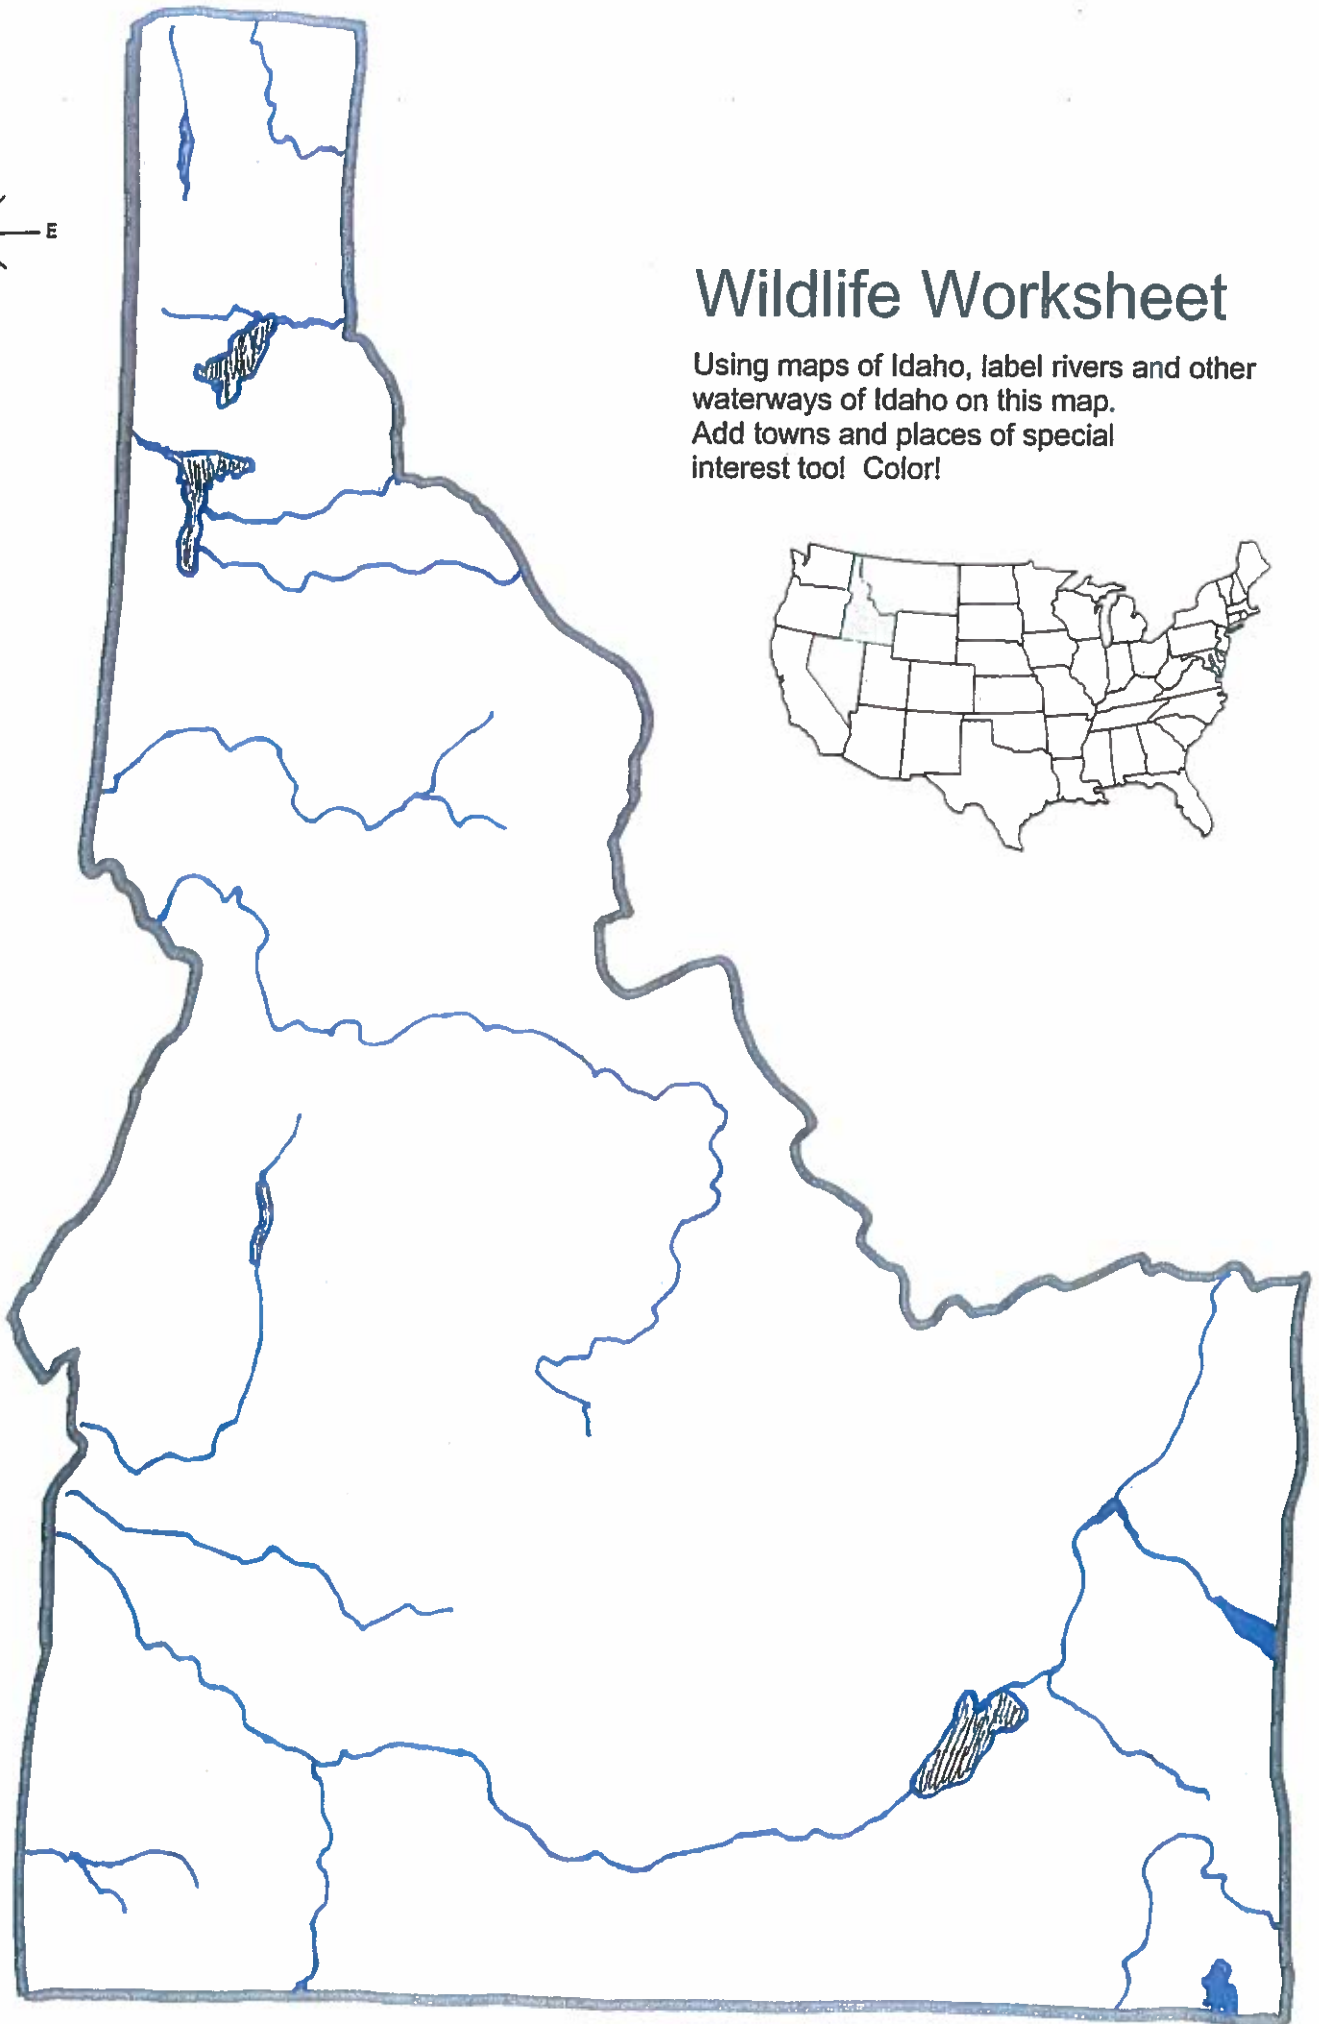 E
Wildlife Worksheet
Using maps of Idaho, label rivers and other
waterways of Idaho on this map.
Add towns and places of special
interest too! Color!